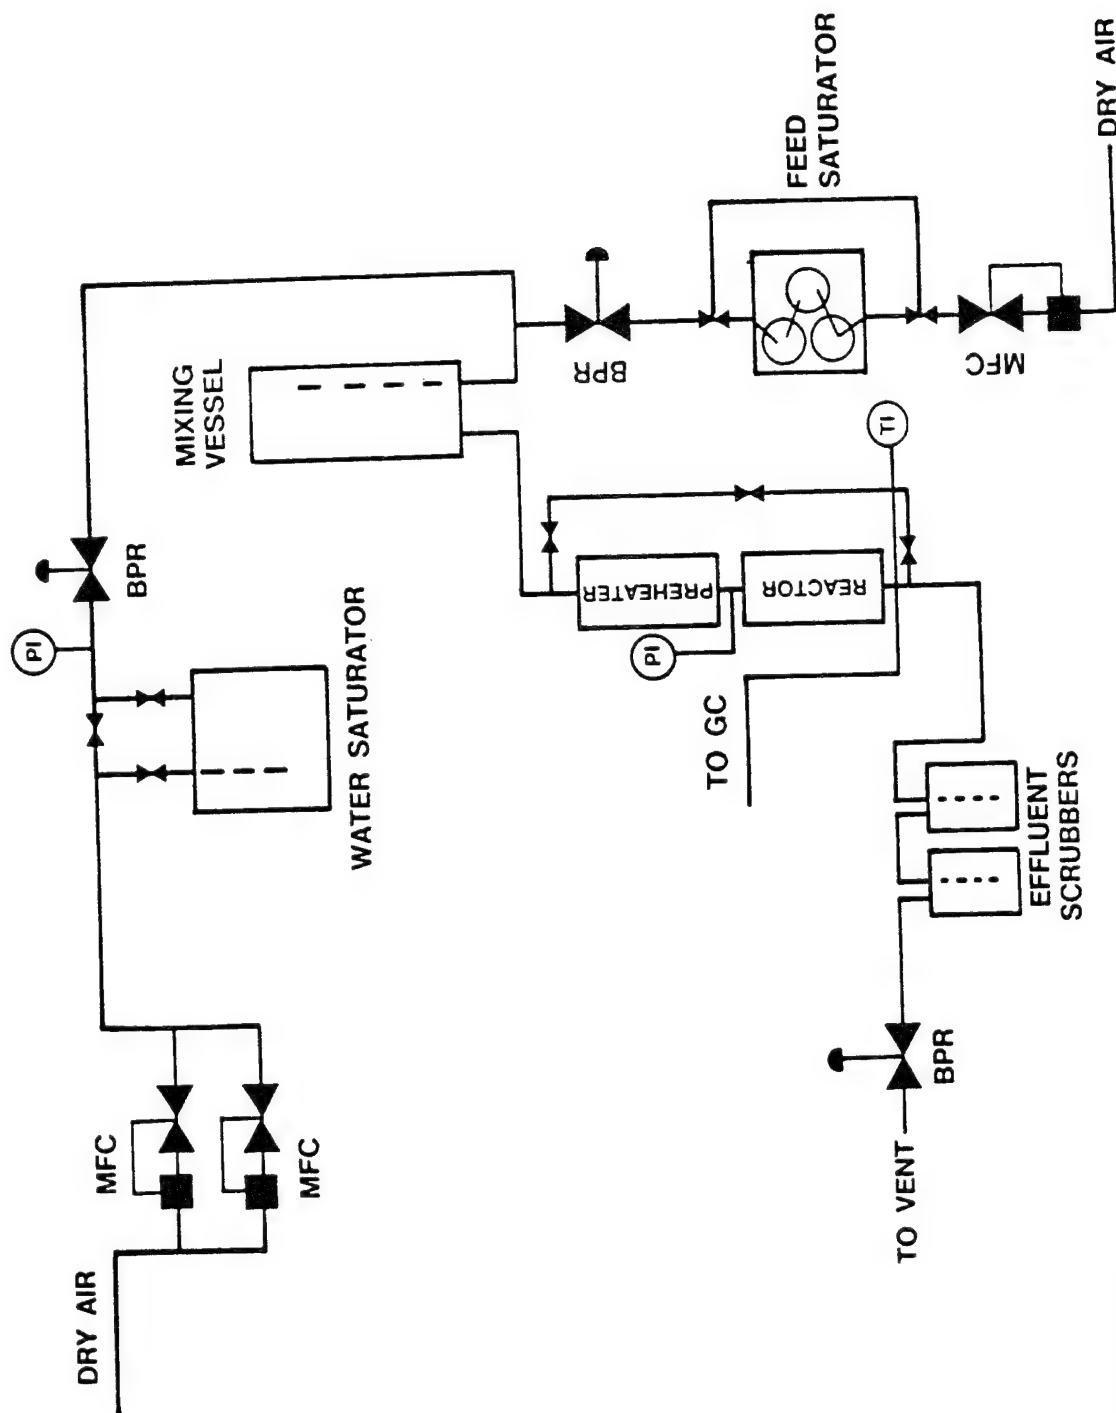 DRY AIR
MFC
MFC
WATER SATURATOR
PI
BPR
MIXING
VESSEL
BPR
FEED
SATURATOR
MFC
DRY AIR
PREHEATER
REACTOR
PI
TI
TO GC
EFFLUENT
SCRUBBERS
BPR
TO VENT